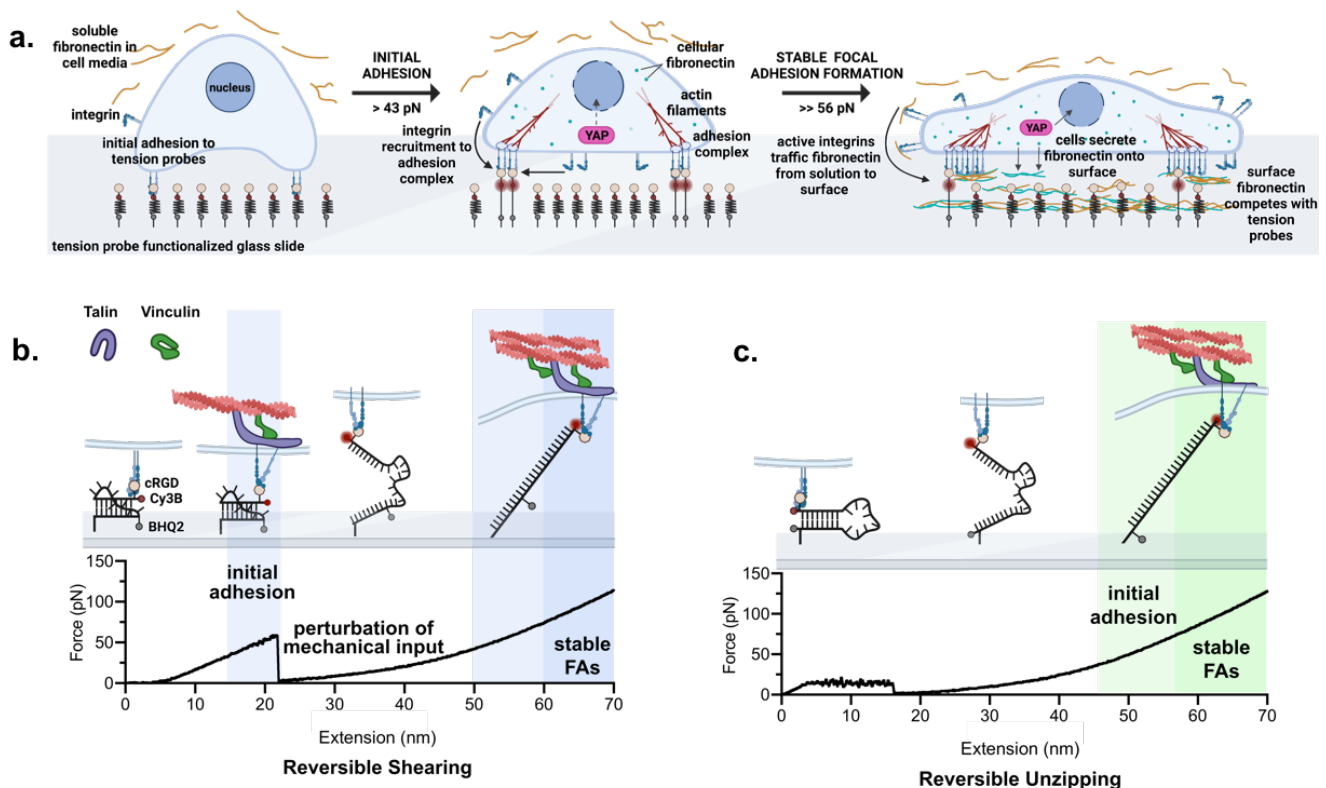 a.
soluble
fibronectin in
cell media
nucleus
integrin
initial adhesion to
tension probes
tension probe functionalized glass slide
INITIAL
ADHESION
> 43 pN
integrin
recruitment to
adhesion
complex
cellular
fibronectin
actin
filaments
YAP
adhesion
complex
STABLE FOCAL
ADHESION FORMATION
>> 56 pN
active integrins
traffic fibronectin
from solution to
surface
YAP
cells secrete
fibronectin onto
surface
surface
fibronectin
competes with
tension
probes
Talin
Vinculin
b.
cRGD
Cy3B
BHQ2
Force (pN)
150
100
50
0
initial
adhesion
perturbation of
mechanical input
stable
FAs
0 10 20 30 40 50 60 70
Extension (nm)
Reversible Shearing
c.
Force (pN)
150
100
50
0
initial
adhesion
stable
FAs
0 10 20 30 40 50 60 70
Extension (nm)
Reversible Unzipping